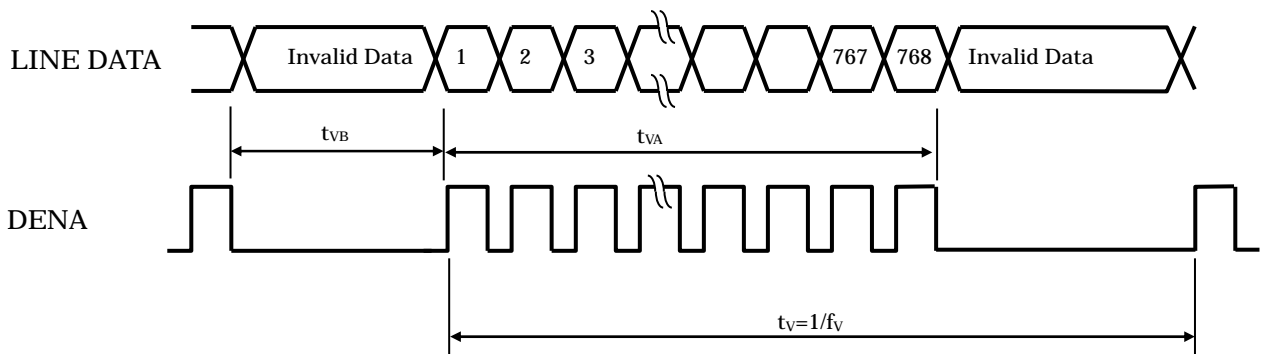 LINE DATA Invalid Data 1 2 3 767 768 Invalid Data
tVB tVA
DENA
tV=1/fV